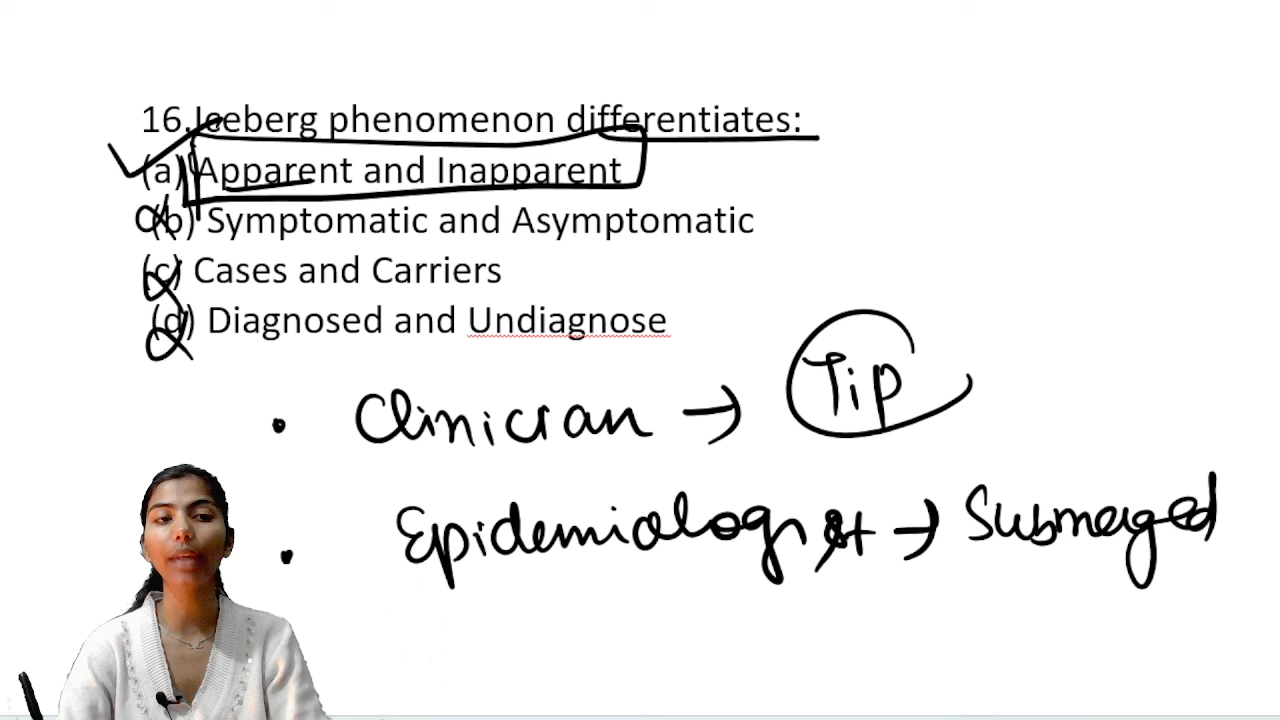 16.Iceberg phenomenon differentiates:
(a) Apparent and Inapparent
(b) Symptomatic and Asymptomatic
(c) Cases and Carriers
(d) Diagnosed and Undiagnose
• Clinician → Tip
• Epidemiologist → Submerged